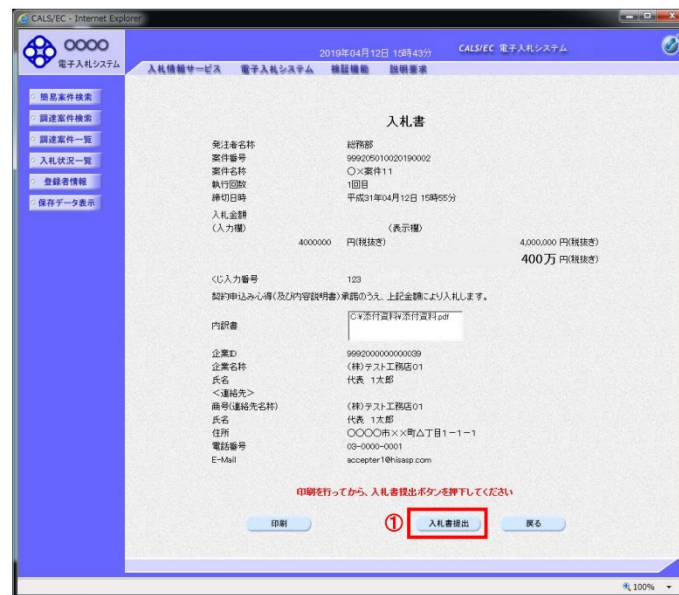 CALS/EC - Internet Explorer
○○○○
電子入札システム
2019年04月12日 15時43分
CALS/EC 電子入札システム
入札情報サービス 電子入札システム 検証機能 説明要求
簡易案件検索
調達案件検索
調達案件一覧
入札状況一覧
登録者情報
保存データ表示
入札書
発注者名称 総務部
案件番号 999205010020190002
案件名称 ○×案件11
執行回数 1回目
締切日時 平成31年04月12日 15時55分
入札金額
(入力欄) (表示欄)
4000000 円(税抜き) 4,000,000 円(税抜き)
400万 円(税抜き)
くじ入力番号 123
契約申込み心得(及び内容説明書)承諾のうえ、上記金額により入札します。
内訳書 C:¥添付資料¥添付資料.pdf
企業ID 9992000000000039
企業名称 (株)テスト工務店01
氏名 代表 1太郎
<連絡先>
商号(連絡先名称) (株)テスト工務店01
氏名 代表 1太郎
住所 ○○○○市××町△丁目1-1-1
電話番号 03-0000-0001
E-Mail accepter1@hisasp.com
印刷を行ってから、入札書提出ボタンを押下してください
印刷 ① 入札書提出 戻る
100%